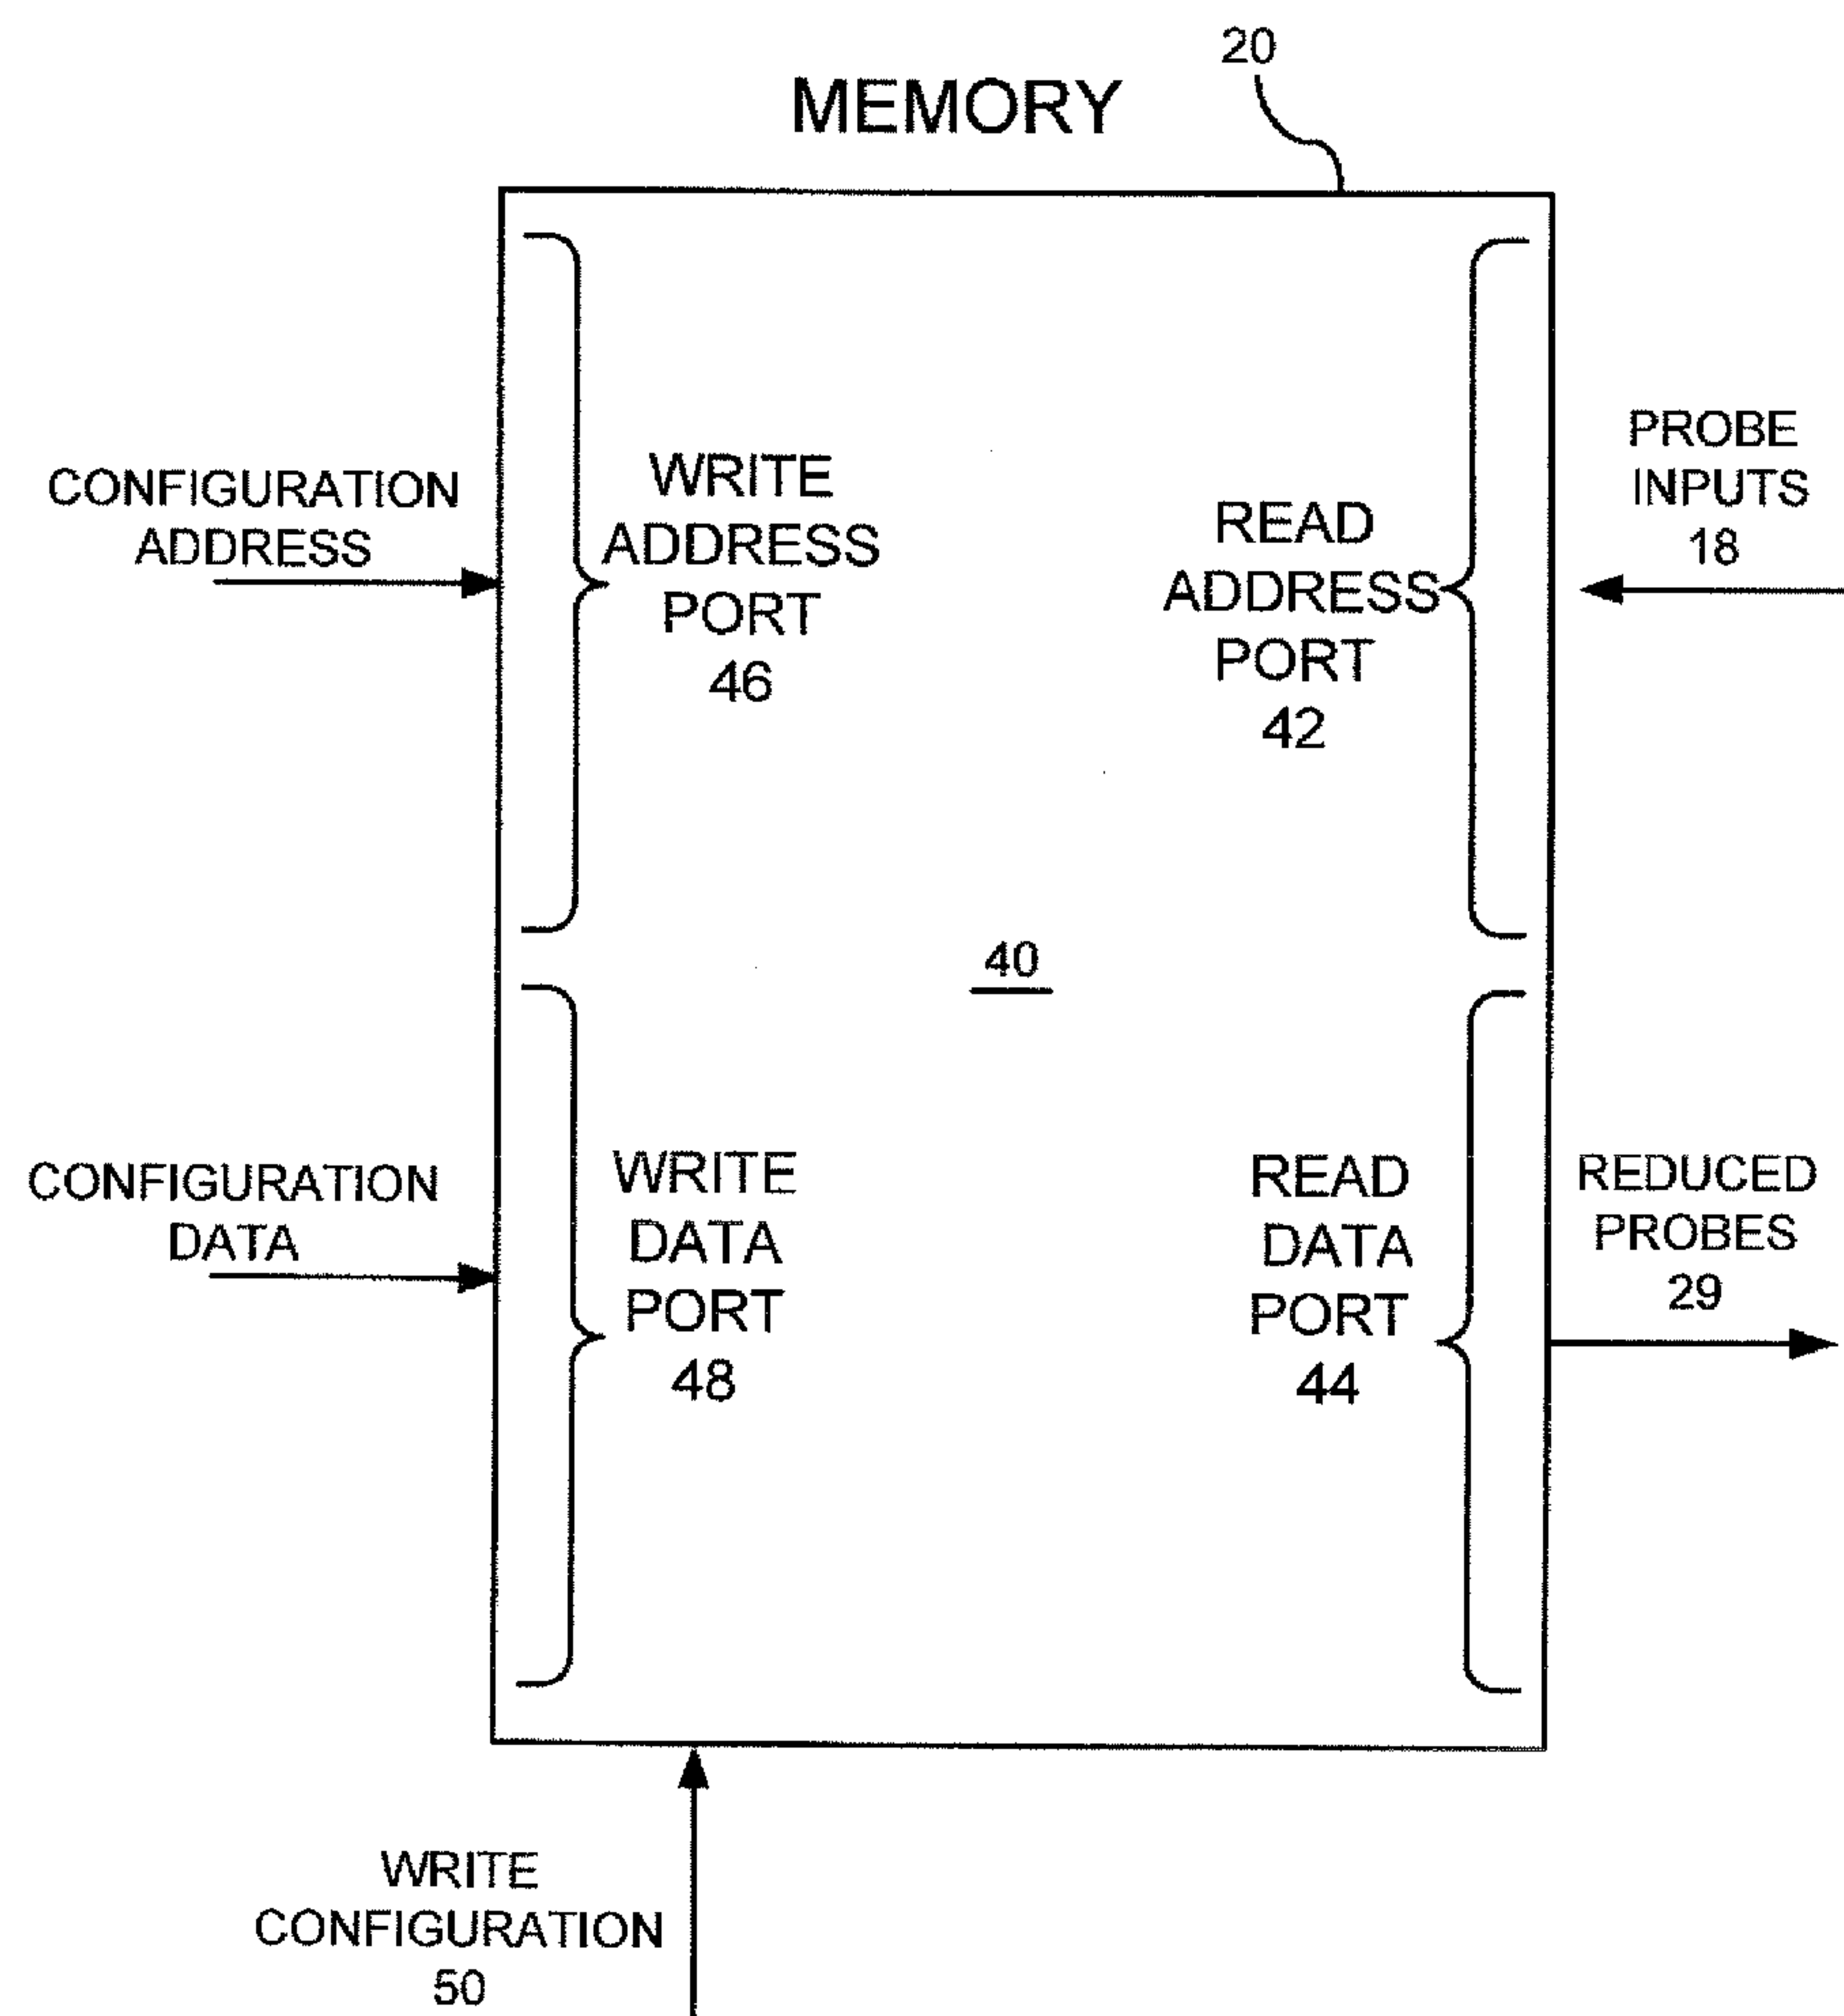 20
MEMORY
CONFIGURATION
ADDRESS
WRITE
ADDRESS
PORT
46
READ
ADDRESS
PORT
42
PROBE
INPUTS
18
40
CONFIGURATION
DATA
WRITE
DATA
PORT
48
READ
DATA
PORT
44
REDUCED
PROBES
29
WRITE
CONFIGURATION
50